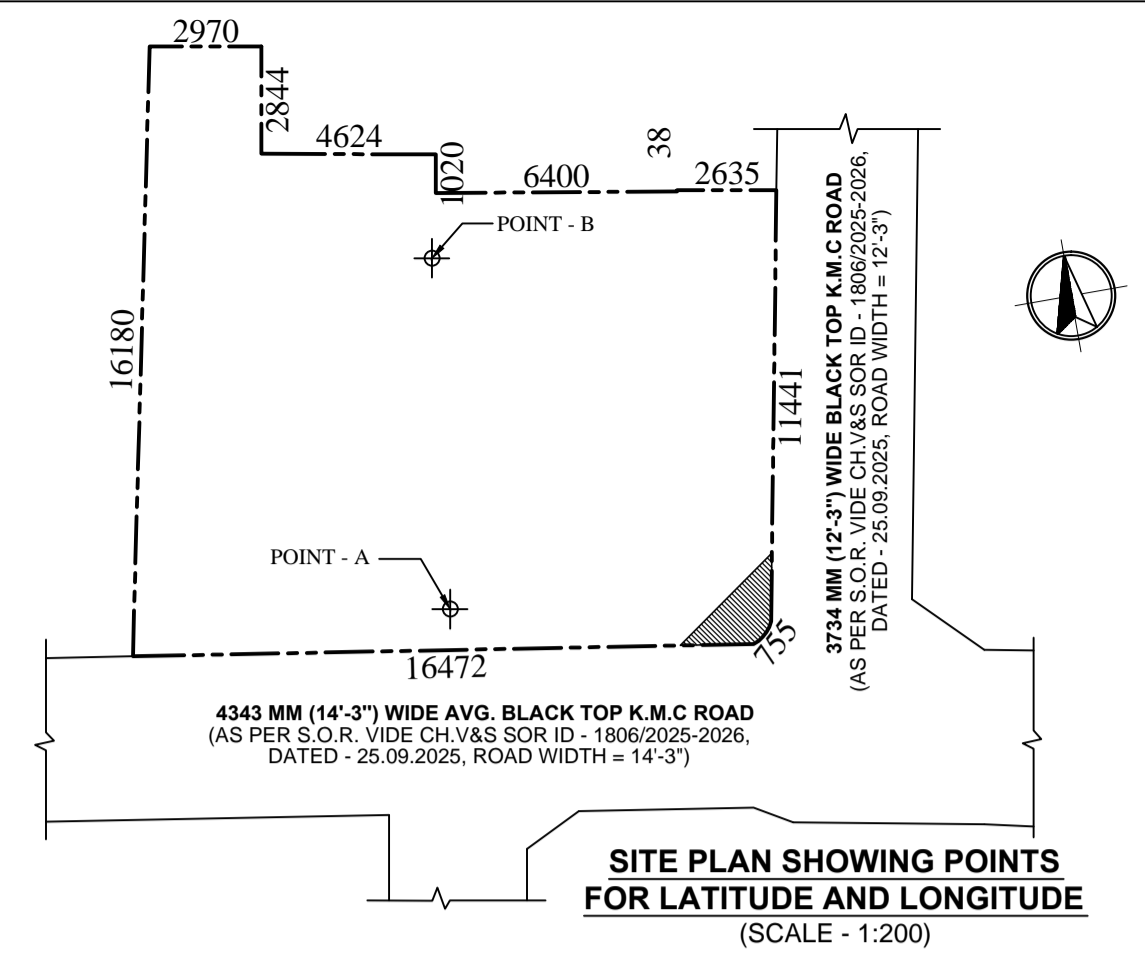 2970
2844
4624
1020
6400
38
2635
POINT - B
16180
11441
3734 MM (12'-3") WIDE BLACK TOP K.M.C ROAD
(AS PER S.O.R. VIDE CH.V&S SOR ID - 1806/2025-2026,
DATED - 25.09.2025, ROAD WIDTH = 12'-3")
POINT - A
755
16472
4343 MM (14'-3") WIDE AVG. BLACK TOP K.M.C ROAD
(AS PER S.O.R. VIDE CH.V&S SOR ID - 1806/2025-2026,
DATED - 25.09.2025, ROAD WIDTH = 14'-3")
SITE PLAN SHOWING POINTS
FOR LATITUDE AND LONGITUDE
(SCALE - 1:200)